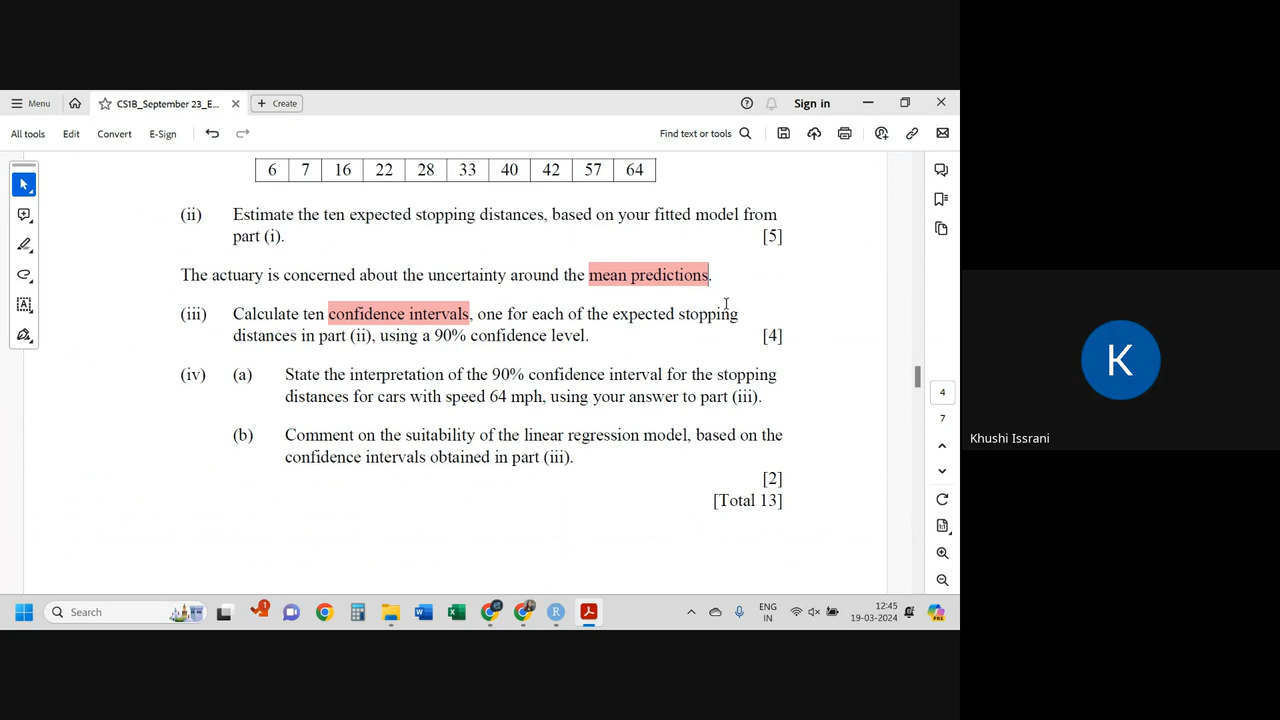 Menu
CS1B_September 23_E...
Create
Sign in
All tools
Edit
Convert
E-Sign
Find text or tools
6 7 16 22 28 33 40 42 57 64
(ii) Estimate the ten expected stopping distances, based on your fitted model from
part (i). [5]
The actuary is concerned about the uncertainty around the mean predictions.
(iii) Calculate ten confidence intervals, one for each of the expected stopping
distances in part (ii), using a 90% confidence level. [4]
(iv) (a) State the interpretation of the 90% confidence interval for the stopping
distances for cars with speed 64 mph, using your answer to part (iii).
(b) Comment on the suitability of the linear regression model, based on the
confidence intervals obtained in part (iii).
[2]
[Total 13]
4
7
K
Khushi Issrani
Search
1
ENG
IN
12:45
19-03-2024